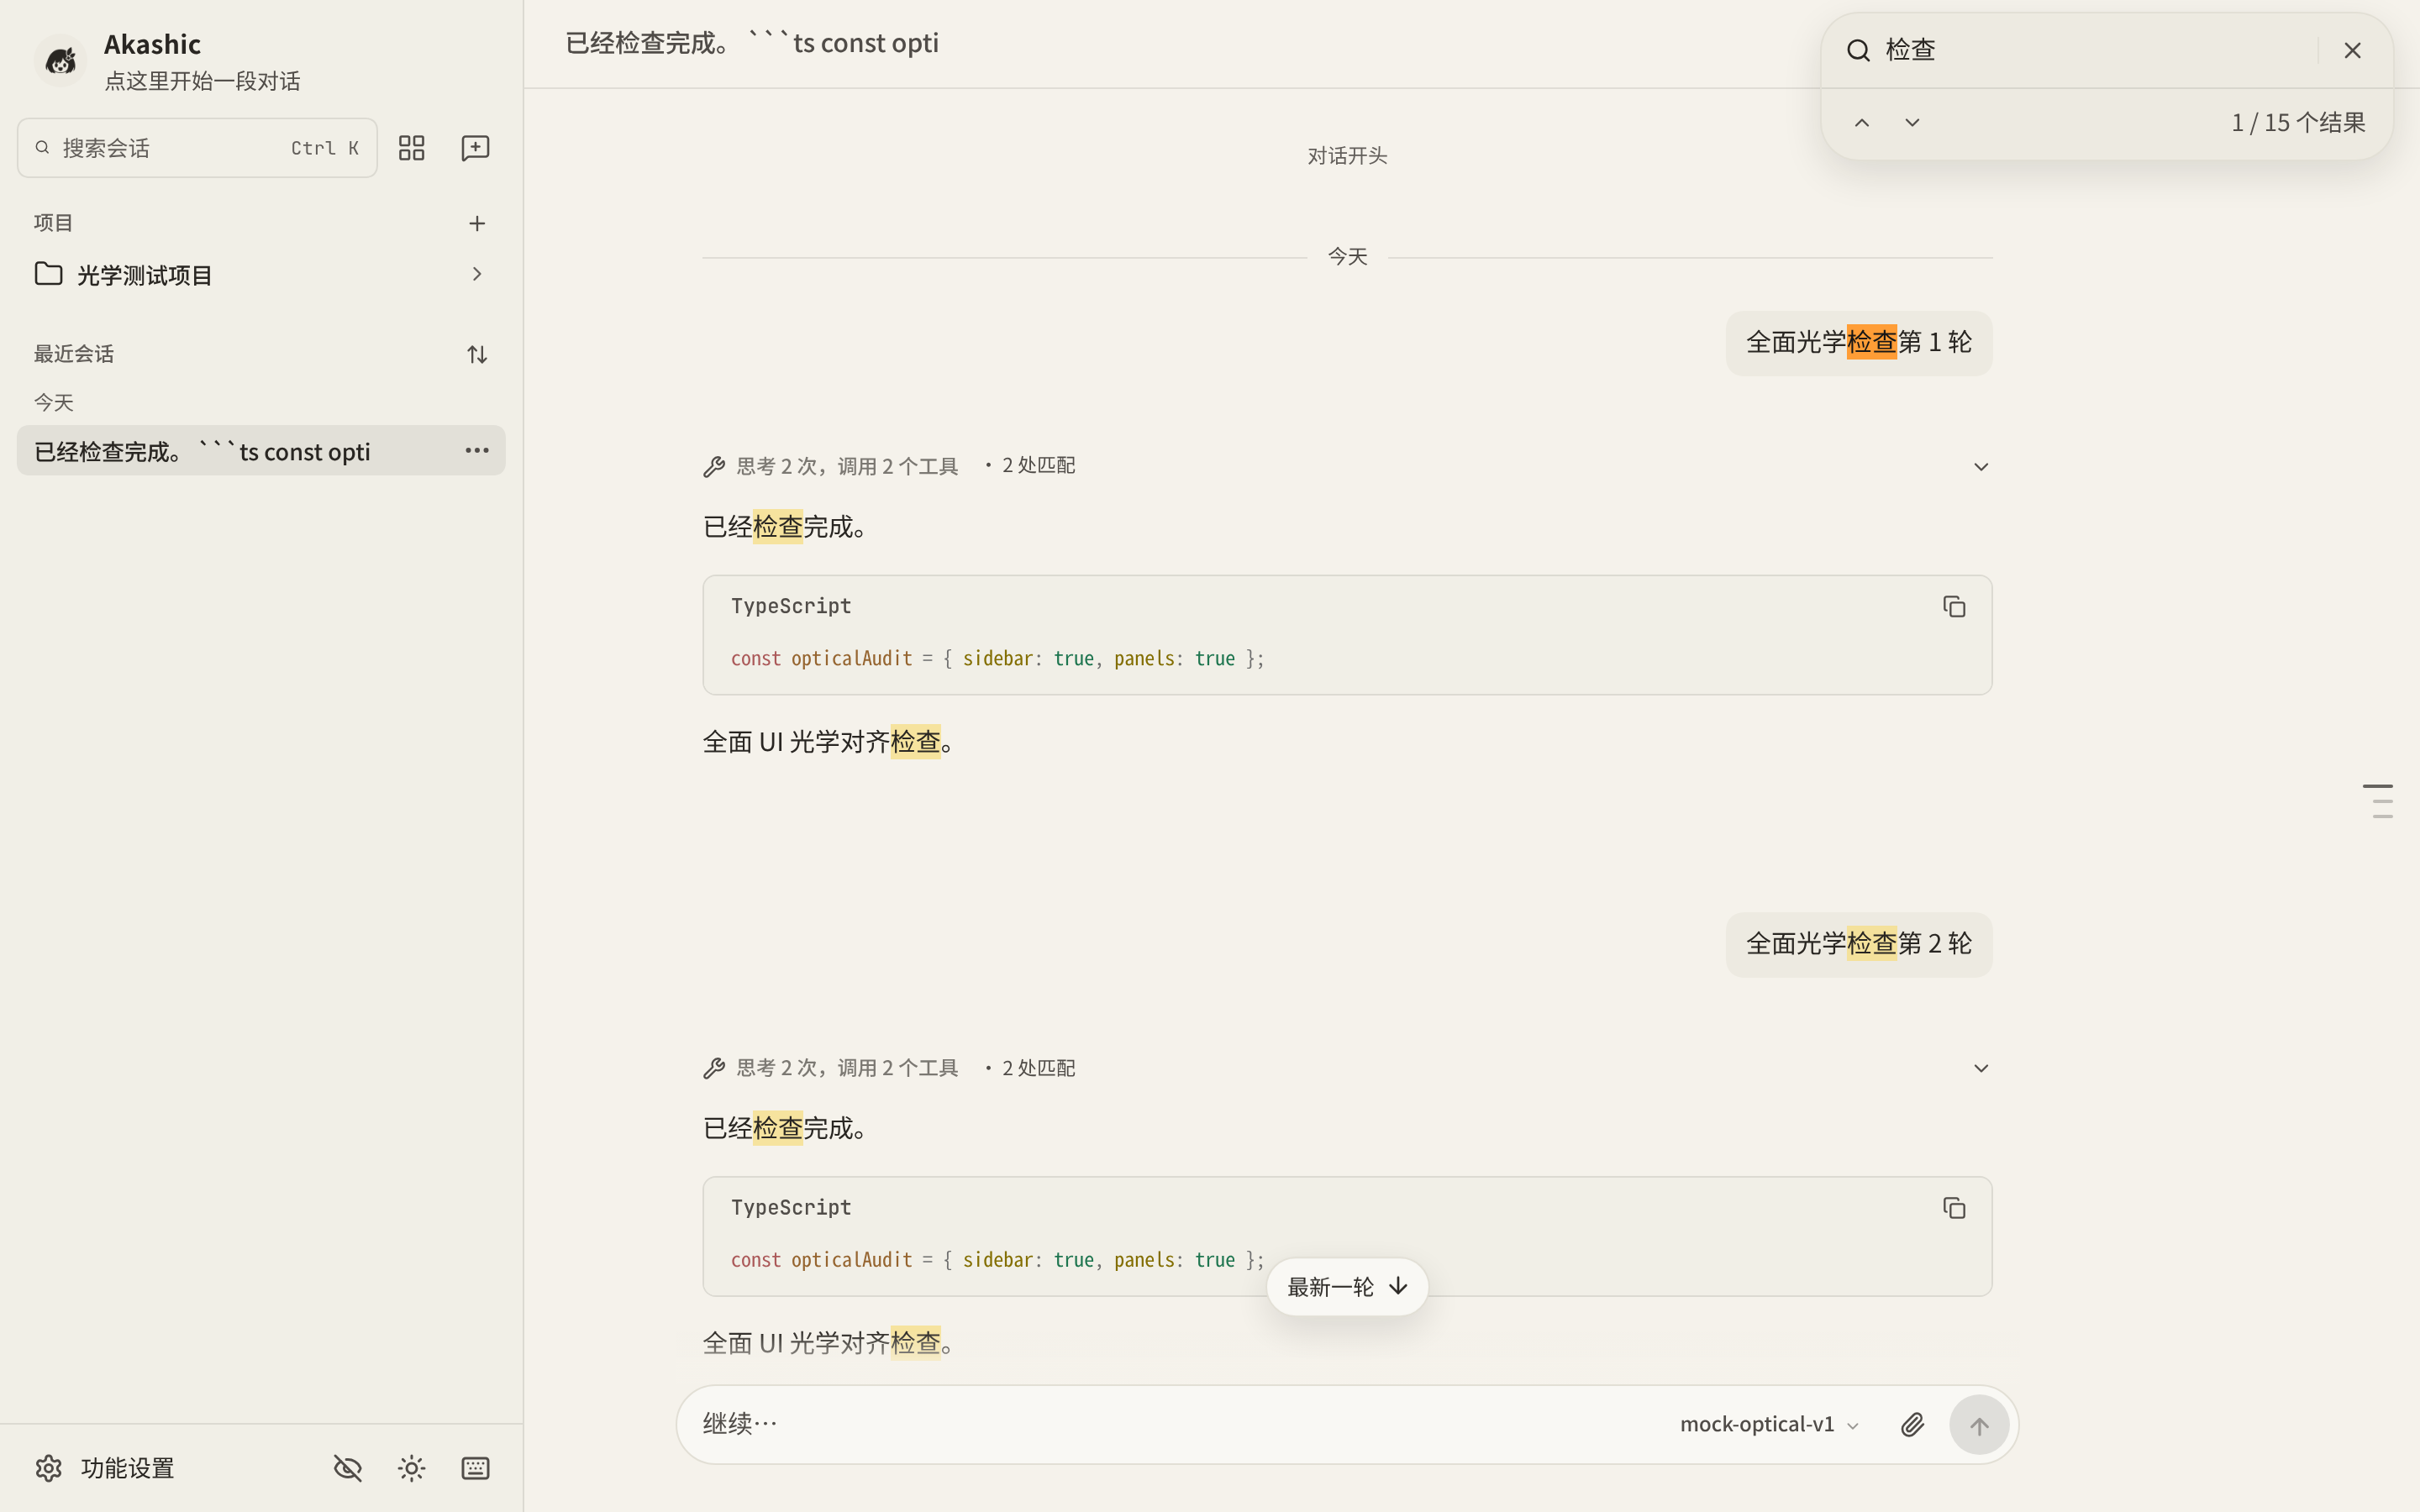 Akashic
点这里开始一段对话
搜索会话 Ctrl K
项目
光学测试项目
最近会话
今天
已经检查完成。 ```ts const opti
功能设置
已经检查完成。 ```ts const opti
检查
1 / 15 个结果
对话开头
今天
全面光学检查第 1 轮
思考 2 次，调用 2 个工具 · 2 处匹配
已经检查完成。
TypeScript
const opticalAudit = { sidebar: true, panels: true };
全面 UI 光学对齐检查。
全面光学检查第 2 轮
思考 2 次，调用 2 个工具 · 2 处匹配
已经检查完成。
TypeScript
const opticalAudit = { sidebar: true, panels: true };
最新一轮
全面 UI 光学对齐检查。
继续… mock-optical-v1